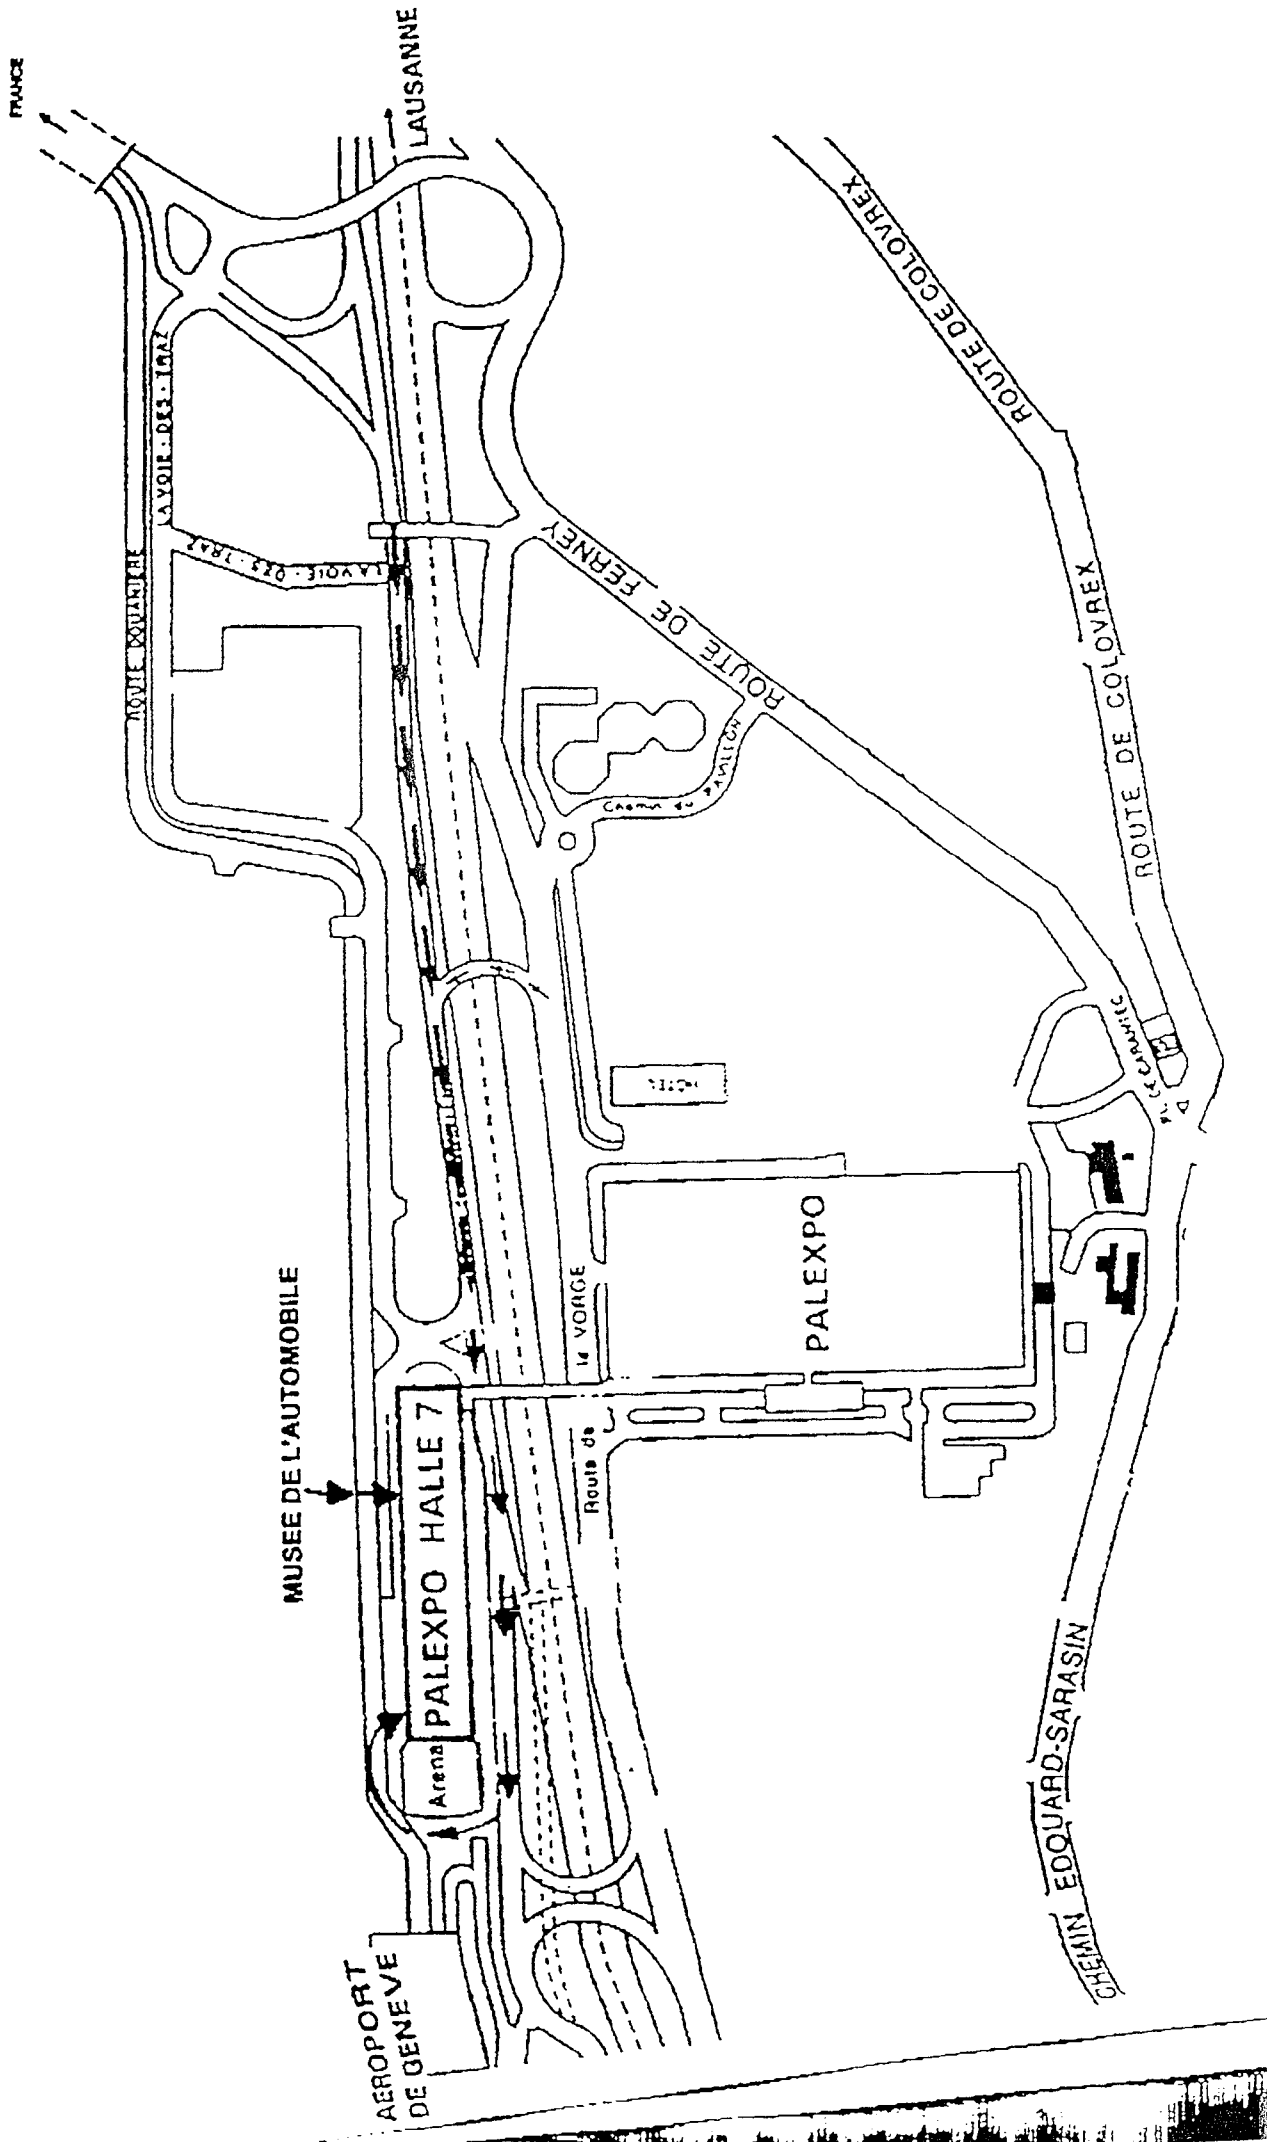 FRANCE
LAUSANNE
ROUTE DOUANIERE
LA VOIE - DES - TRAZ
LA VOIE - DES - TRAZ
ROUTE DE COLOVREX
ROUTE DE FERNEY
Chemin du PAVILLON
ROUTE DE COLOVREX
HOTEL
MUSEE DE L'AUTOMOBILE
PALEXPO HALLE 7
Arena
Route de la VORGE
PALEXPO
CHEMIN EDOUARD-SARASIN
AEROPORT
DE GENEVE